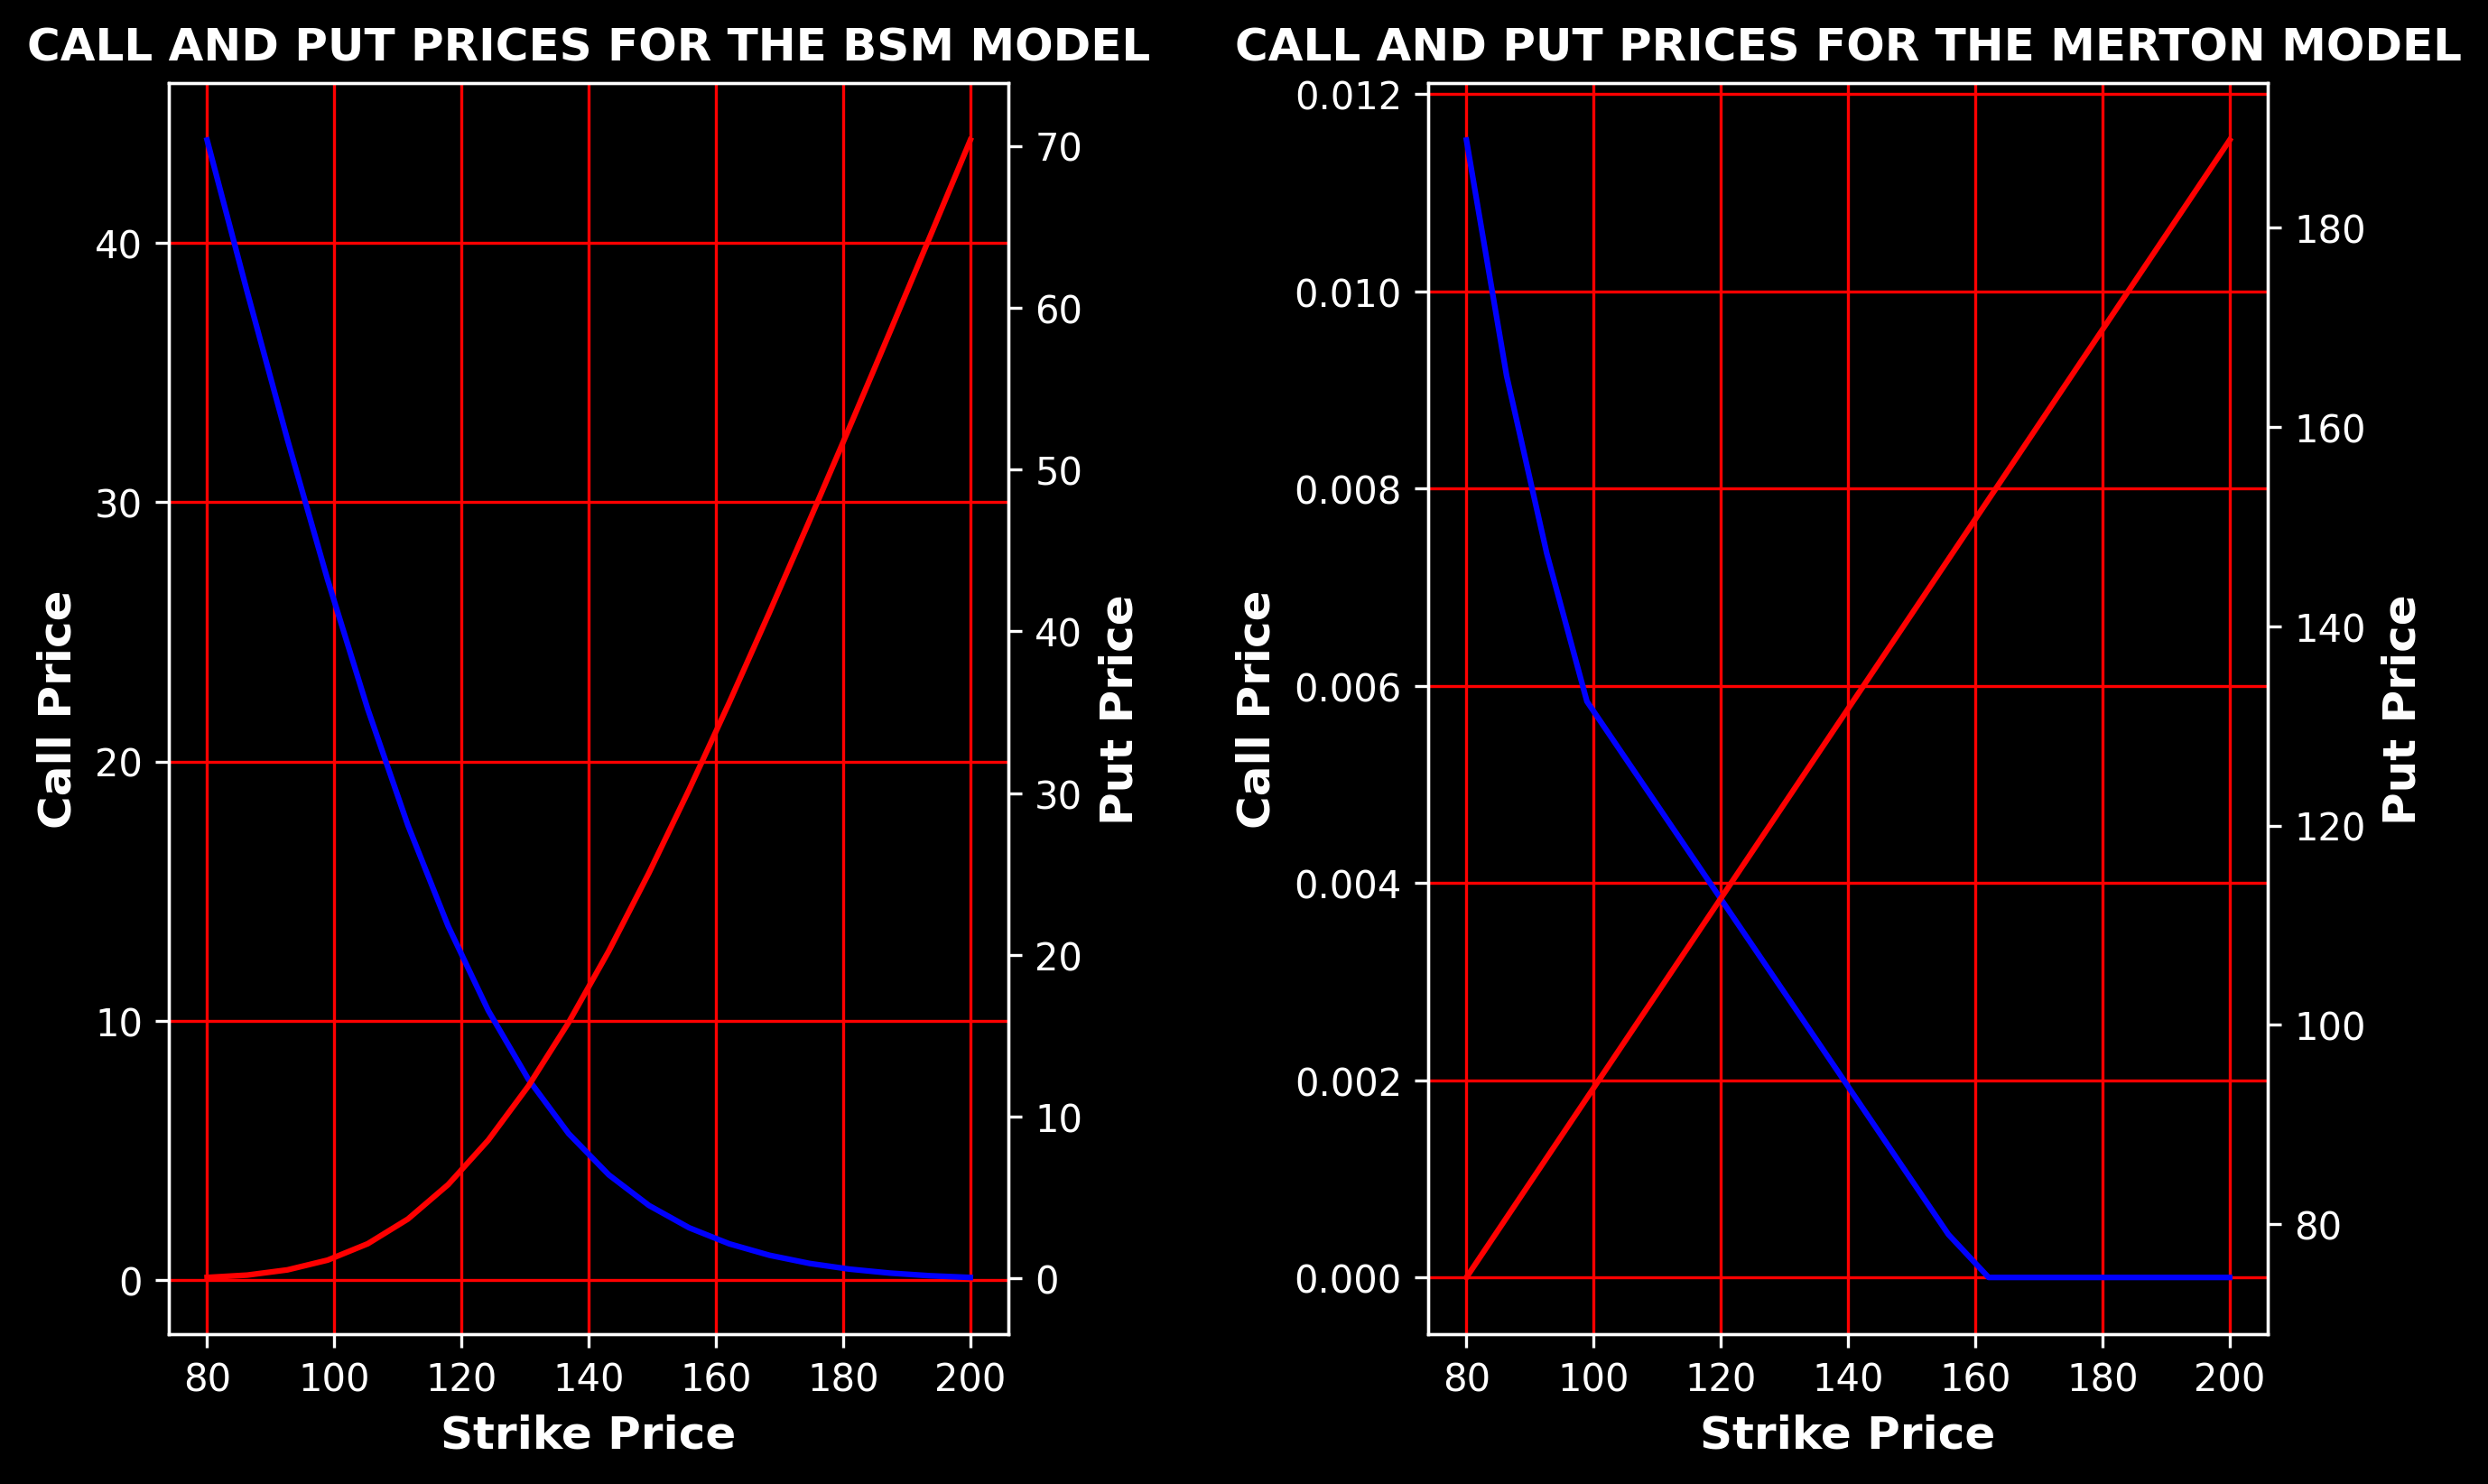 CALL AND PUT PRICES FOR THE BSM MODEL
Call Price
40
30
20
10
0
70
60
50
40
30
20
10
0
Put Price
80 100 120 140 160 180 200
Strike Price
CALL AND PUT PRICES FOR THE MERTON MODEL
Call Price
0.012
0.010
0.008
0.006
0.004
0.002
0.000
180
160
140
120
100
80
Put Price
80 100 120 140 160 180 200
Strike Price